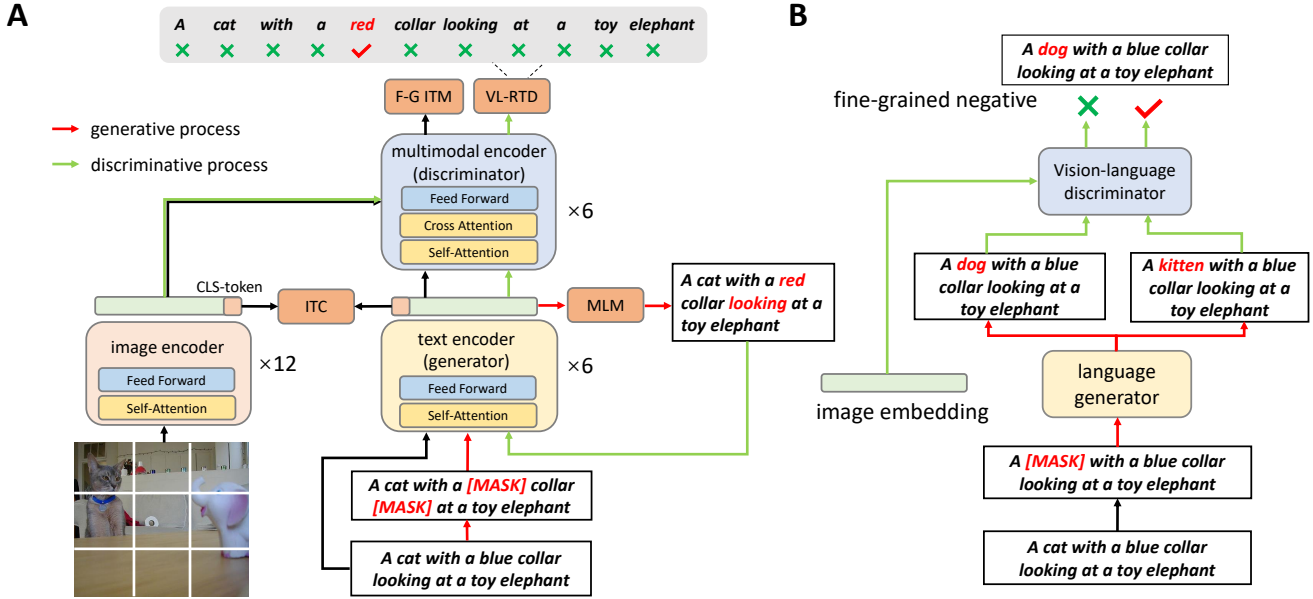 A
A cat with a red collar looking at a toy elephant
F-G ITM
VL-RTD
generative process
discriminative process
multimodal encoder
(discriminator)
Feed Forward
Cross Attention
Self-Attention
×6
CLS-token
ITC
MLM
A cat with a red
collar looking at a
toy elephant
image encoder
×12
Feed Forward
Self-Attention
text encoder
(generator)
×6
Feed Forward
Self-Attention
A cat with a [MASK] collar
[MASK] at a toy elephant
A cat with a blue collar
looking at a toy elephant
B
A dog with a blue collar
looking at a toy elephant
fine-grained negative
Vision-language
discriminator
A dog with a blue
collar looking at a
toy elephant
A kitten with a blue
collar looking at a
toy elephant
image embedding
language
generator
A [MASK] with a blue collar
looking at a toy elephant
A cat with a blue collar
looking at a toy elephant